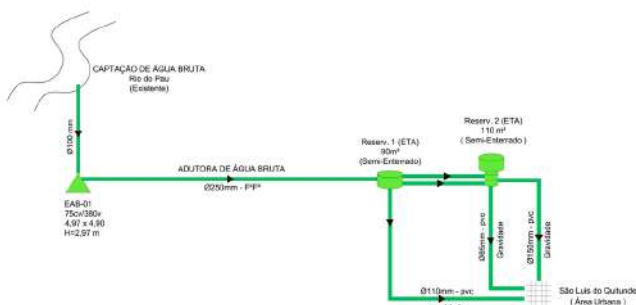 CAPTAÇÃO DE ÁGUA BRUTA
Rio do Pau
(Existente)
Ø100 mm
ADUTORA DE ÁGUA BRUTA
Ø250mm - FºFº
EAB-01
75cv/380v
4,97 x 4,90
H=2,97 m
Reserv. 1 (ETA)
90m³
(Semi-Enterrado)
Reserv. 2 (ETA)
110 m³
( Semi-Enterrado )
Ø85mm - pvc
Gravidade
Ø150mm - pvc
Gravidade
Ø110mm - pvc
São Luis do Quitunde
( Área Urbana )